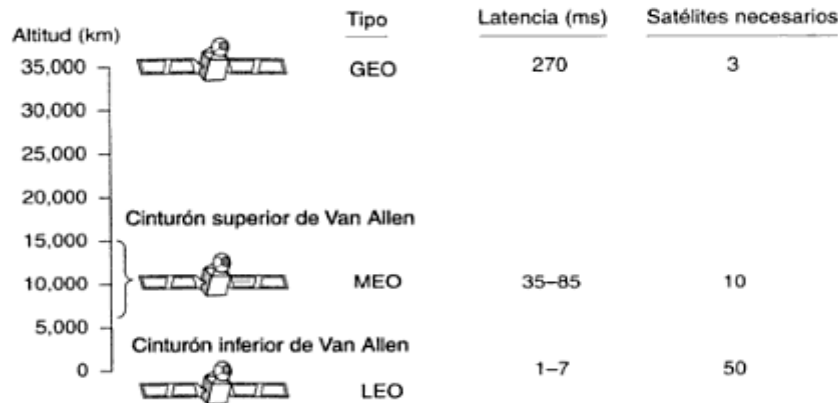 Tipo Latencia (ms) Satélites necesarios
Altitud (km)
35,000 GEO 270 3
30,000
25,000
20,000
Cinturón superior de Van Allen
15,000
10,000 MEO 35–85 10
5,000
Cinturón inferior de Van Allen
0 1–7 50
LEO